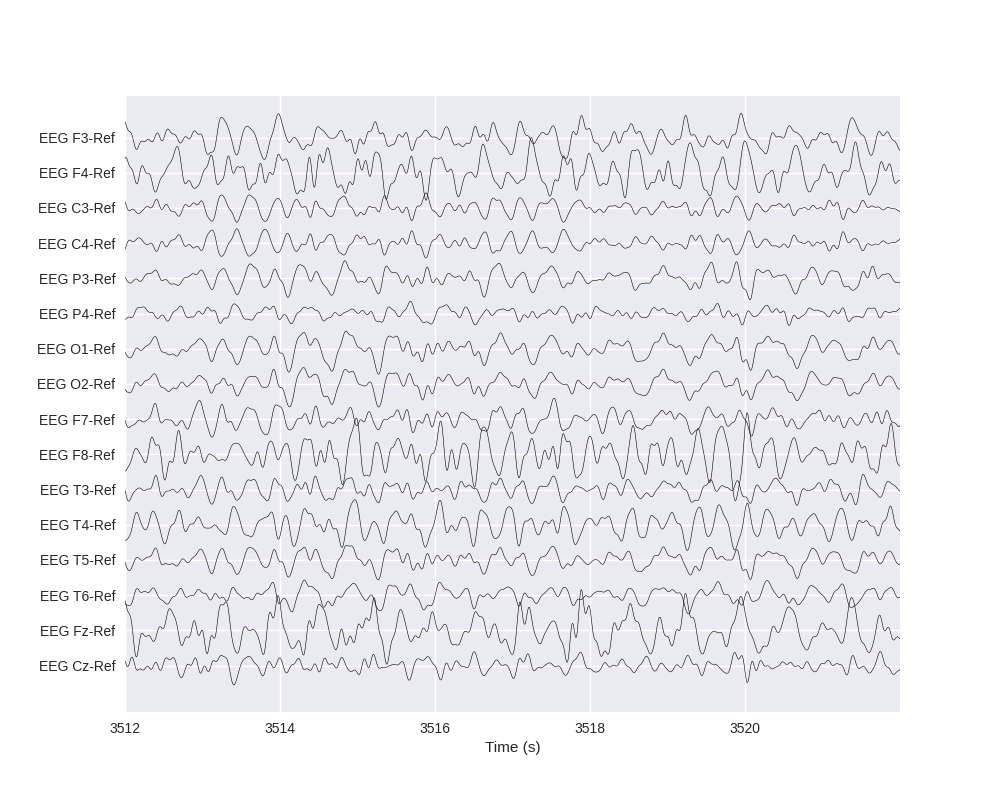 EEG F3-Ref
EEG F4-Ref
EEG C3-Ref
EEG C4-Ref
EEG P3-Ref
EEG P4-Ref
EEG O1-Ref
EEG O2-Ref
EEG F7-Ref
EEG F8-Ref
EEG T3-Ref
EEG T4-Ref
EEG T5-Ref
EEG T6-Ref
EEG Fz-Ref
EEG Cz-Ref
3512 3514 3516 3518 3520
Time (s)